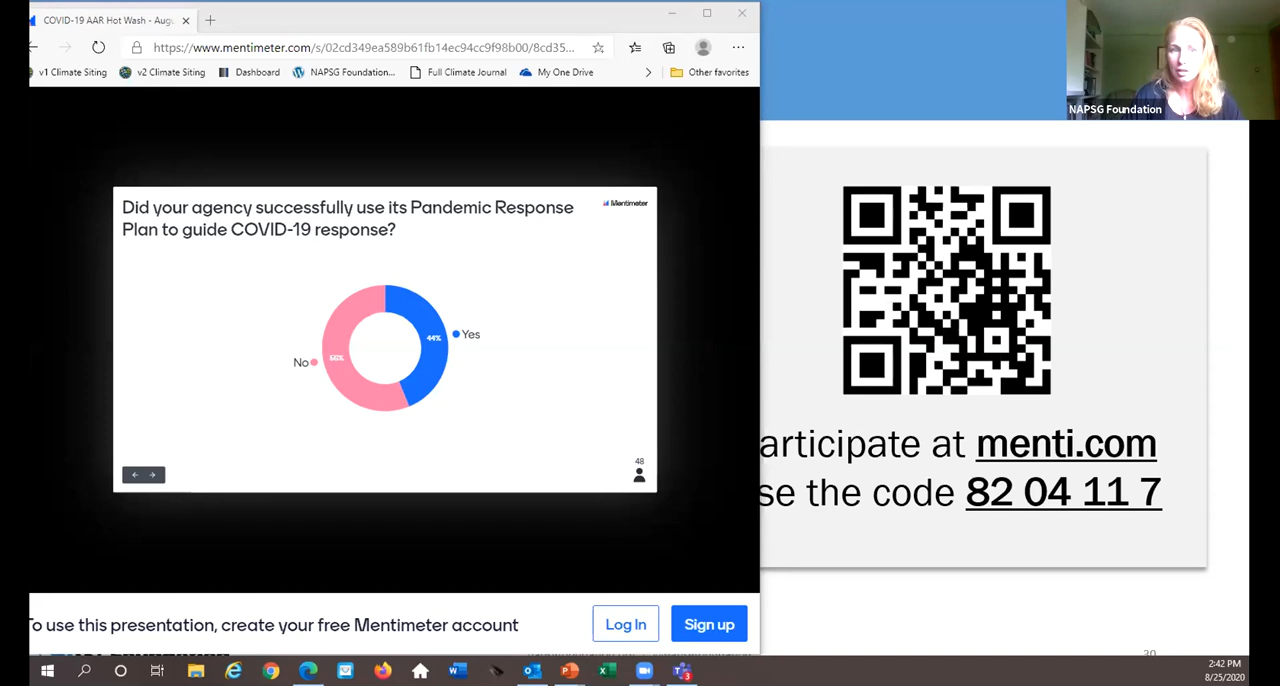 COVID-19 AAR Hot Wash - Augu
https://www.mentimeter.com/s/02cd349ea589b61fb14ec94cc9f98b00/8cd35...
v1 Climate Siting
v2 Climate Siting
Dashboard
NAPSG Foundation...
Full Climate Journal
My One Drive
Other favorites
NAPSG Foundation
Did your agency successfully use its Pandemic Response
Plan to guide COVID-19 response?
Mentimeter
44%
Yes
No
56%
48
articipate at menti.com
se the code 82 04 11 7
To use this presentation, create your free Mentimeter account
Log In
Sign up
30
2:42 PM
8/25/2020